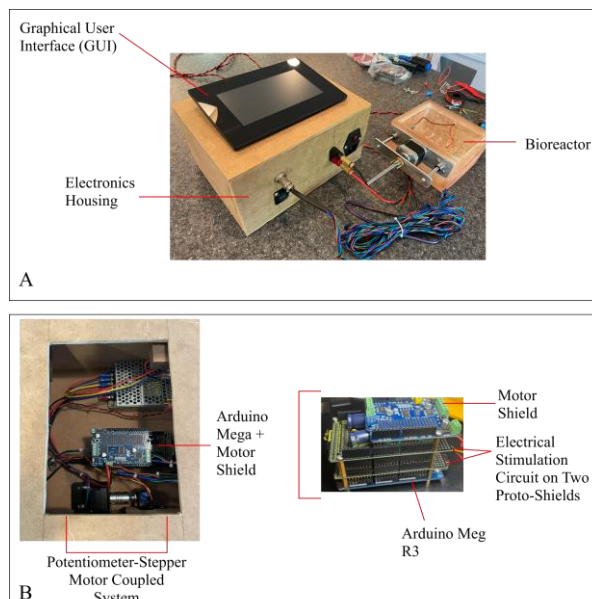 Graphical User
Interface (GUI)
Bioreactor
Electronics
Housing
A
Arduino
Mega +
Motor
Shield
Potentiometer-Stepper
Motor Coupled
System
Motor
Shield
Electrical
Stimulation
Circuit on Two
Proto-Shields
Arduino Meg
R3
B